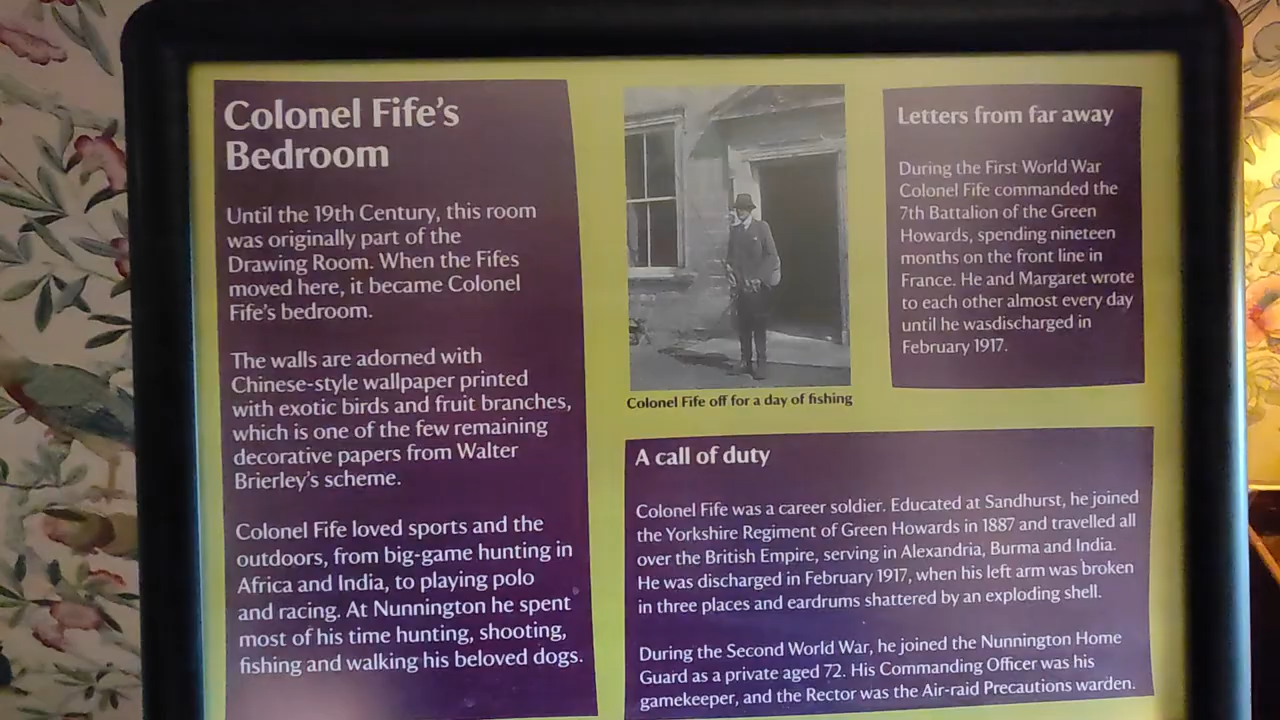 Colonel Fife's
Bedroom
Until the 19th Century, this room
was originally part of the
Drawing Room. When the Fifes
moved here, it became Colonel
Fife's bedroom.
The walls are adorned with
Chinese-style wallpaper printed
with exotic birds and fruit branches,
which is one of the few remaining
decorative papers from Walter
Brierley's scheme.
Colonel Fife loved sports and the
outdoors, from big-game hunting in
Africa and India, to playing polo
and racing. At Nunnington he spent
most of his time hunting, shooting,
fishing and walking his beloved dogs.
Colonel Fife off for a day of fishing
Letters from far away
During the First World War
Colonel Fife commanded the
7th Battalion of the Green
Howards, spending nineteen
months on the front line in
France. He and Margaret wrote
to each other almost every day
until he wasdischarged in
February 1917.
A call of duty
Colonel Fife was a career soldier. Educated at Sandhurst, he joined
the Yorkshire Regiment of Green Howards in 1887 and travelled all
over the British Empire, serving in Alexandria, Burma and India.
He was discharged in February 1917, when his left arm was broken
in three places and eardrums shattered by an exploding shell.
During the Second World War, he joined the Nunnington Home
Guard as a private aged 72. His Commanding Officer was his
gamekeeper, and the Rector was the Air-raid Precautions warden.